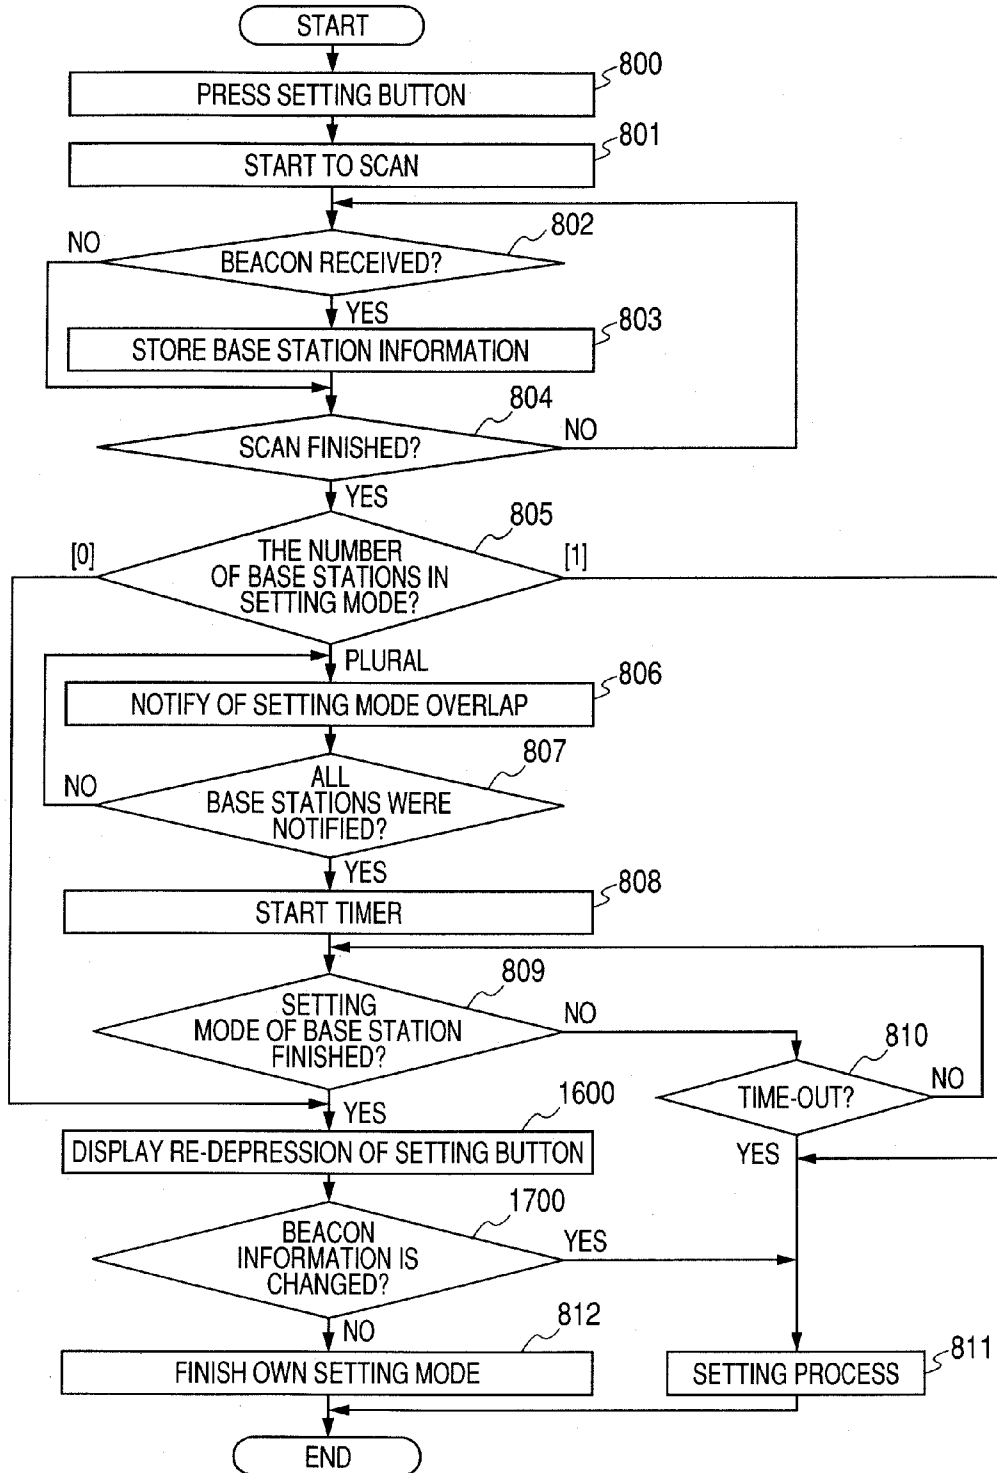 START
800
PRESS SETTING BUTTON
801
START TO SCAN
802
NO
BEACON RECEIVED?
YES
803
STORE BASE STATION INFORMATION
804
SCAN FINISHED?
NO
YES
805
[0]
[1]
THE NUMBER
OF BASE STATIONS IN
SETTING MODE?
PLURAL
806
NOTIFY OF SETTING MODE OVERLAP
807
NO
ALL
BASE STATIONS WERE
NOTIFIED?
YES
808
START TIMER
809
SETTING
MODE OF BASE STATION
FINISHED?
NO
810
TIME-OUT?
NO
YES
1600
YES
DISPLAY RE-DEPRESSION OF SETTING BUTTON
1700
BEACON
INFORMATION IS
CHANGED?
YES
NO
812
FINISH OWN SETTING MODE
811
SETTING PROCESS
END